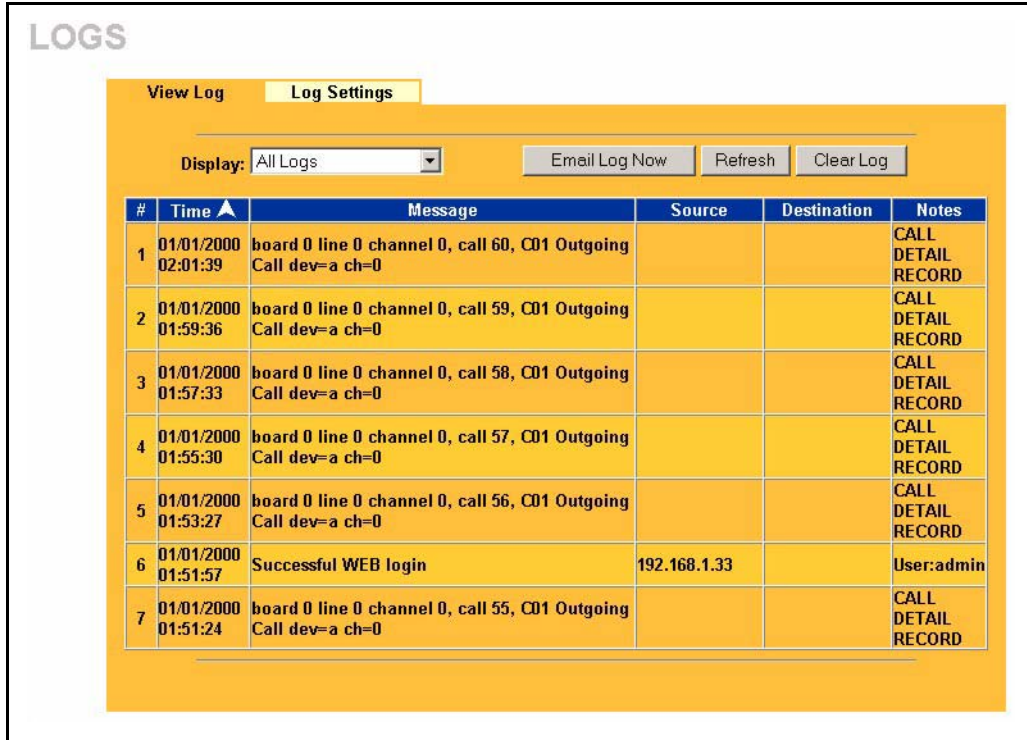 LOGS
View Log Log Settings
Display: All Logs Email Log Now Refresh Clear Log
# Time Message Source Destination Notes
1 01/01/2000 board 0 line 0 channel 0, call 60, C01 Outgoing CALL
02:01:39 Call dev=a ch=0 DETAIL
RECORD
2 01/01/2000 board 0 line 0 channel 0, call 59, C01 Outgoing CALL
01:59:36 Call dev=a ch=0 DETAIL
RECORD
3 01/01/2000 board 0 line 0 channel 0, call 58, C01 Outgoing CALL
01:57:33 Call dev=a ch=0 DETAIL
RECORD
4 01/01/2000 board 0 line 0 channel 0, call 57, C01 Outgoing CALL
01:55:30 Call dev=a ch=0 DETAIL
RECORD
5 01/01/2000 board 0 line 0 channel 0, call 56, C01 Outgoing CALL
01:53:27 Call dev=a ch=0 DETAIL
RECORD
6 01/01/2000 Successful WEB login 192.168.1.33 User:admin
01:51:57
7 01/01/2000 board 0 line 0 channel 0, call 55, C01 Outgoing CALL
01:51:24 Call dev=a ch=0 DETAIL
RECORD